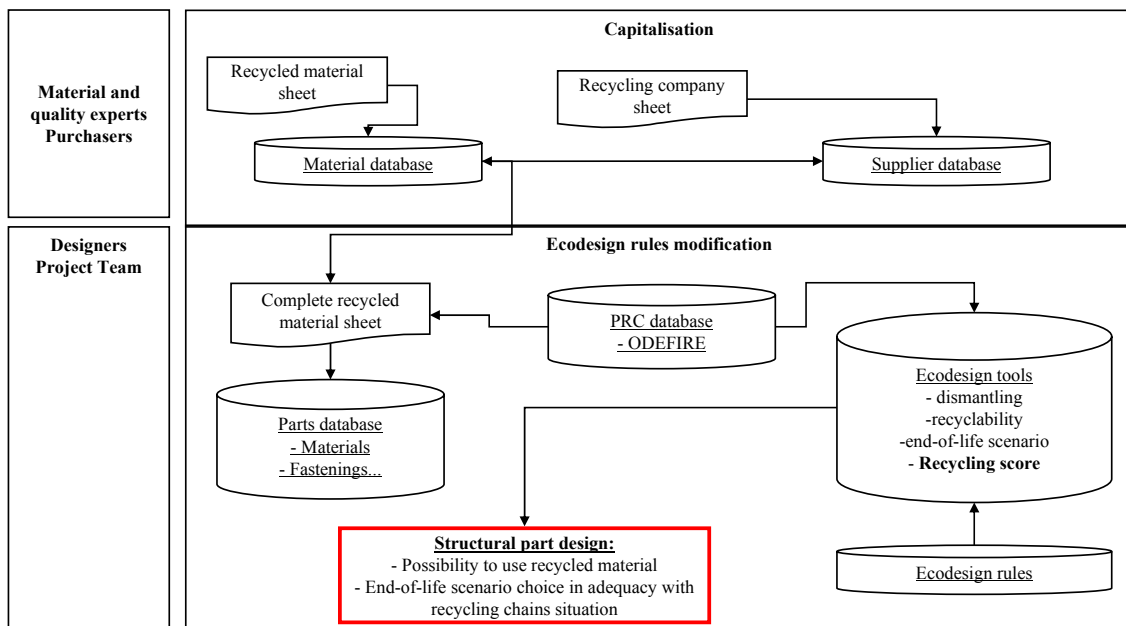 Material and
quality experts
Purchasers
Capitalisation
Recycled material
sheet
Recycling company
sheet
Material database
Supplier database
Designers
Project Team
Ecodesign rules modification
Complete recycled
material sheet
PRC database
- ODEFIRE
Parts database
- Materials
- Fastenings...
Ecodesign tools
- dismantling
-recyclability
-end-of-life scenario
- Recycling score
Structural part design:
- Possibility to use recycled material
- End-of-life scenario choice in adequacy with
recycling chains situation
Ecodesign rules